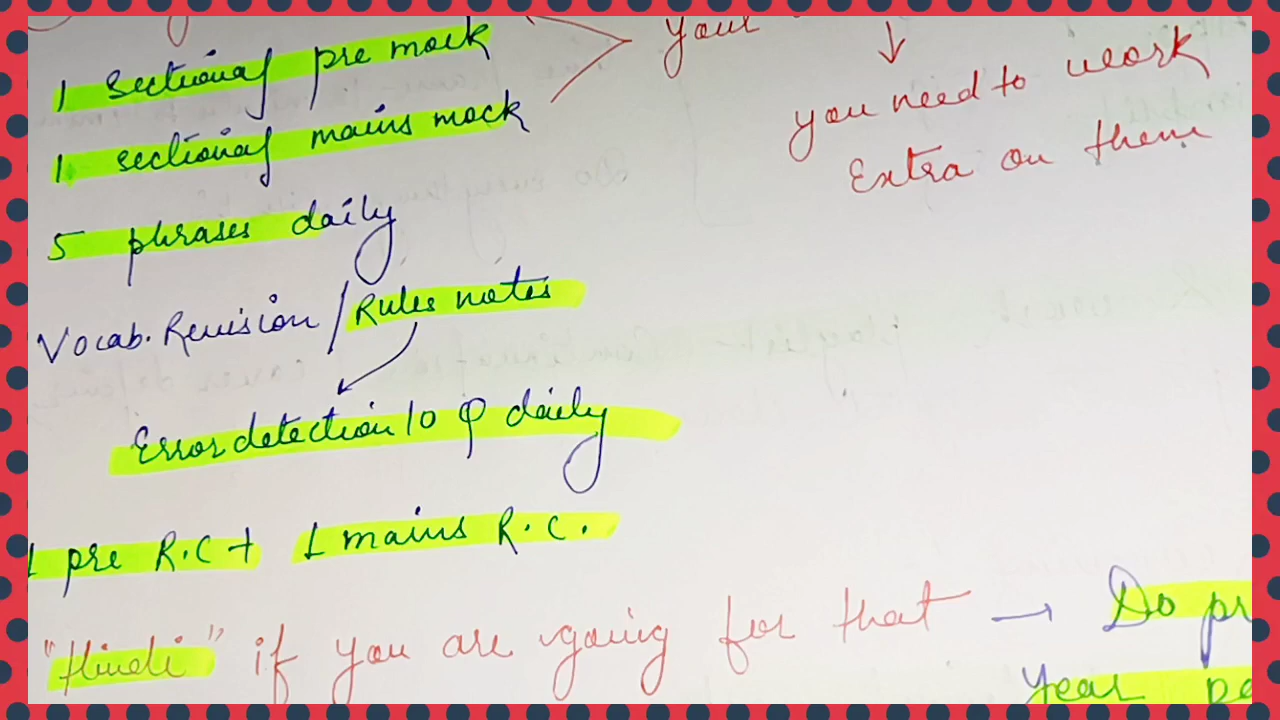 1 Sectional pre mock
1 sectional mains mock
your
you need to work
Extra on them
5 phrases daily
Vocab. Revision / Rules notes
Error detection 10 Q daily
1 pre R.C + 1 mains R.C.
"Hindi" if you are going for that → Do
Year